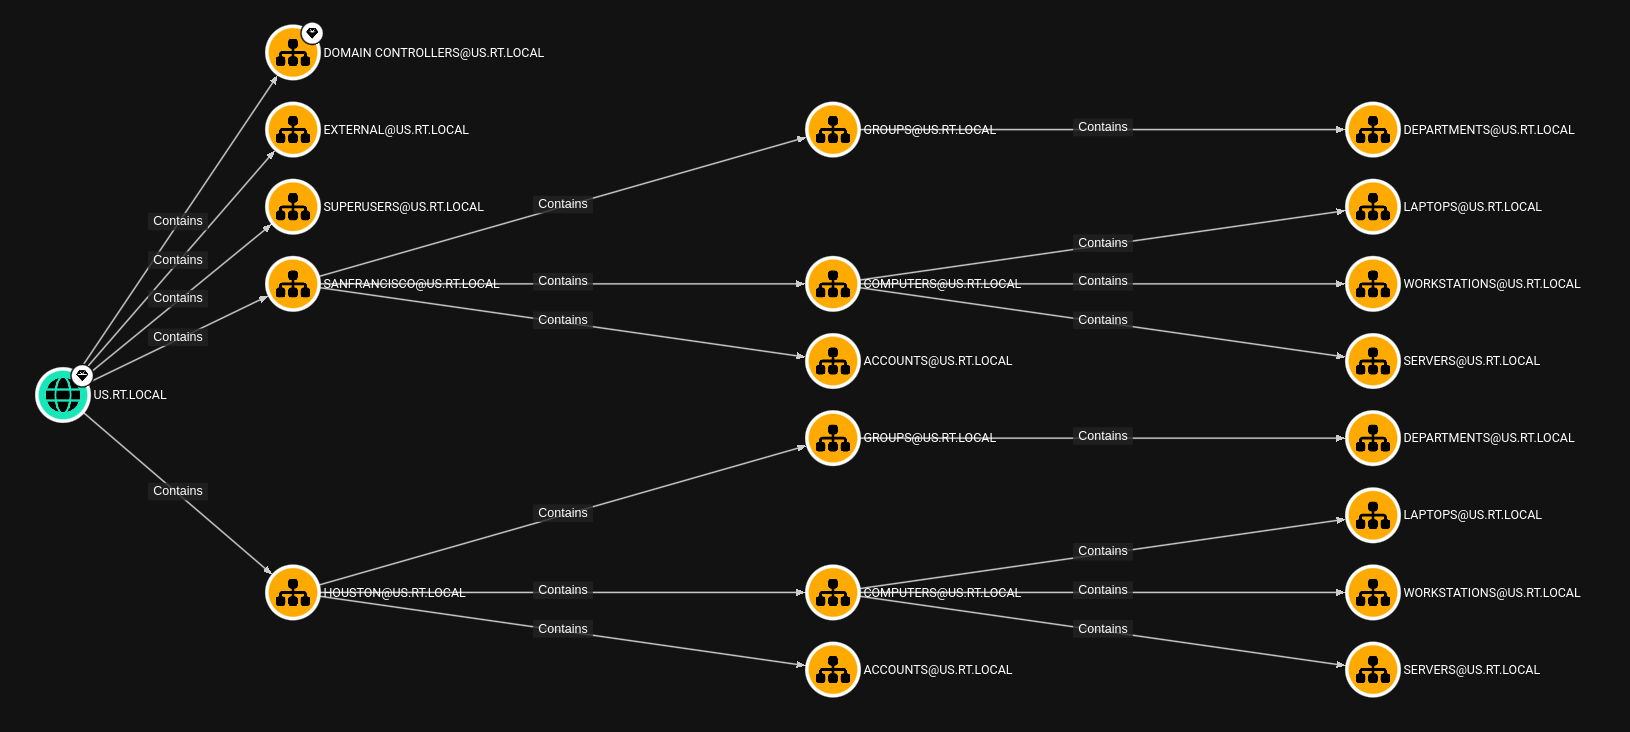 DOMAIN CONTROLLERS@US.RT.LOCAL
EXTERNAL@US.RT.LOCAL
GROUPS@US.RT.LOCAL
Contains
DEPARTMENTS@US.RT.LOCAL
SUPERUSERS@US.RT.LOCAL
Contains
LAPTOPS@US.RT.LOCAL
Contains
Contains
Contains
SANFRANCISCO@US.RT.LOCAL
Contains
COMPUTERS@US.RT.LOCAL
Contains
WORKSTATIONS@US.RT.LOCAL
Contains
Contains
Contains
Contains
ACCOUNTS@US.RT.LOCAL
SERVERS@US.RT.LOCAL
US.RT.LOCAL
GROUPS@US.RT.LOCAL
Contains
DEPARTMENTS@US.RT.LOCAL
Contains
Contains
LAPTOPS@US.RT.LOCAL
Contains
HOUSTON@US.RT.LOCAL
Contains
COMPUTERS@US.RT.LOCAL
Contains
WORKSTATIONS@US.RT.LOCAL
Contains
Contains
ACCOUNTS@US.RT.LOCAL
SERVERS@US.RT.LOCAL